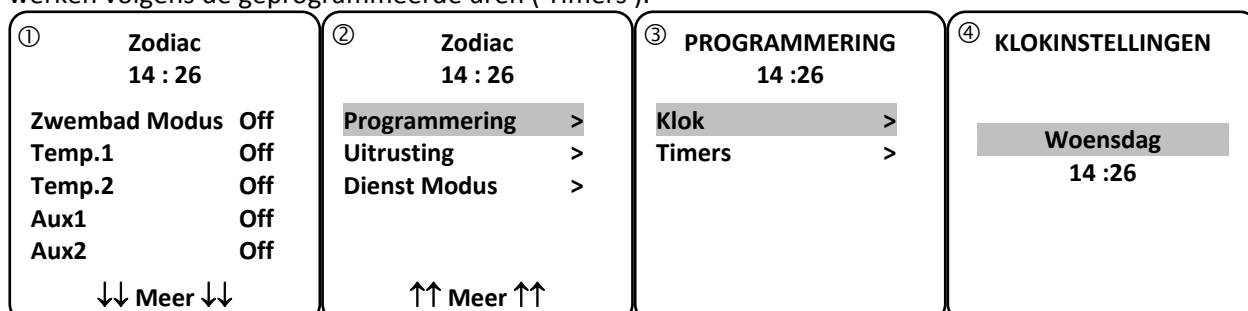 werken volgens de geprogrammeerde uren ("Timers").
① Zodiac
14 : 26
Zwembad Modus Off
Temp.1 Off
Temp.2 Off
Aux1 Off
Aux2 Off
↓↓ Meer ↓↓
② Zodiac
14 : 26
Programmering >
Uitrusting >
Dienst Modus >
↑↑ Meer ↑↑
③ PROGRAMMERING
14 :26
Klok >
Timers >
④ KLOKINSTELLINGEN
Woensdag
14 :26